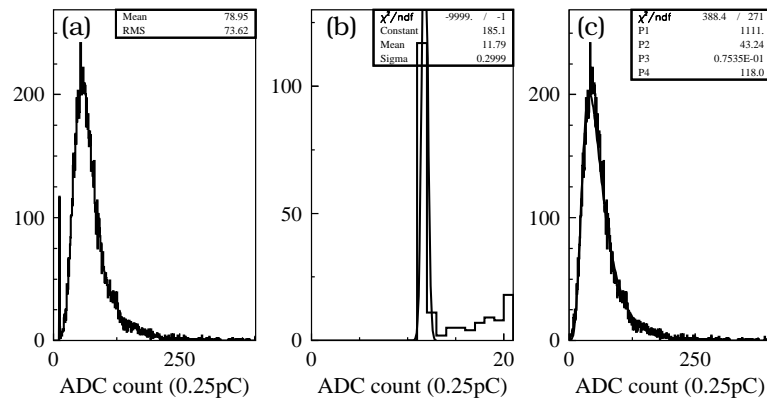 (a)
Mean 78.95
RMS 73.62
0
100
200
0 250
ADC count (0.25pC)
(b)
χ²/ndf -9999. / -1
Constant 185.1
Mean 11.79
Sigma 0.2999
0
50
100
0 20
ADC count (0.25pC)
(c)
χ²/ndf 388.4 / 271
P1 1111.
P2 43.24
P3 0.7535E-01
P4 118.0
0
100
200
0 250
ADC count (0.25pC)